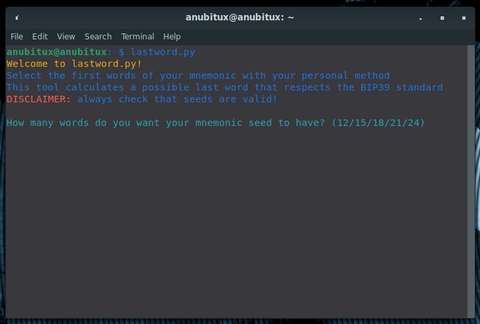 anubitux@anubitux: ~
File Edit View Search Terminal Help
anubitux@anubitux:~$ lastword.py
Welcome to lastword.py!
Select the first words of your mnemonic with your personal method
This tool calculates a possible last word that respects the BIP39 standard
DISCLAIMER: always check that seeds are valid!
How many words do you want your mnemonic seed to have? (12/15/18/21/24)